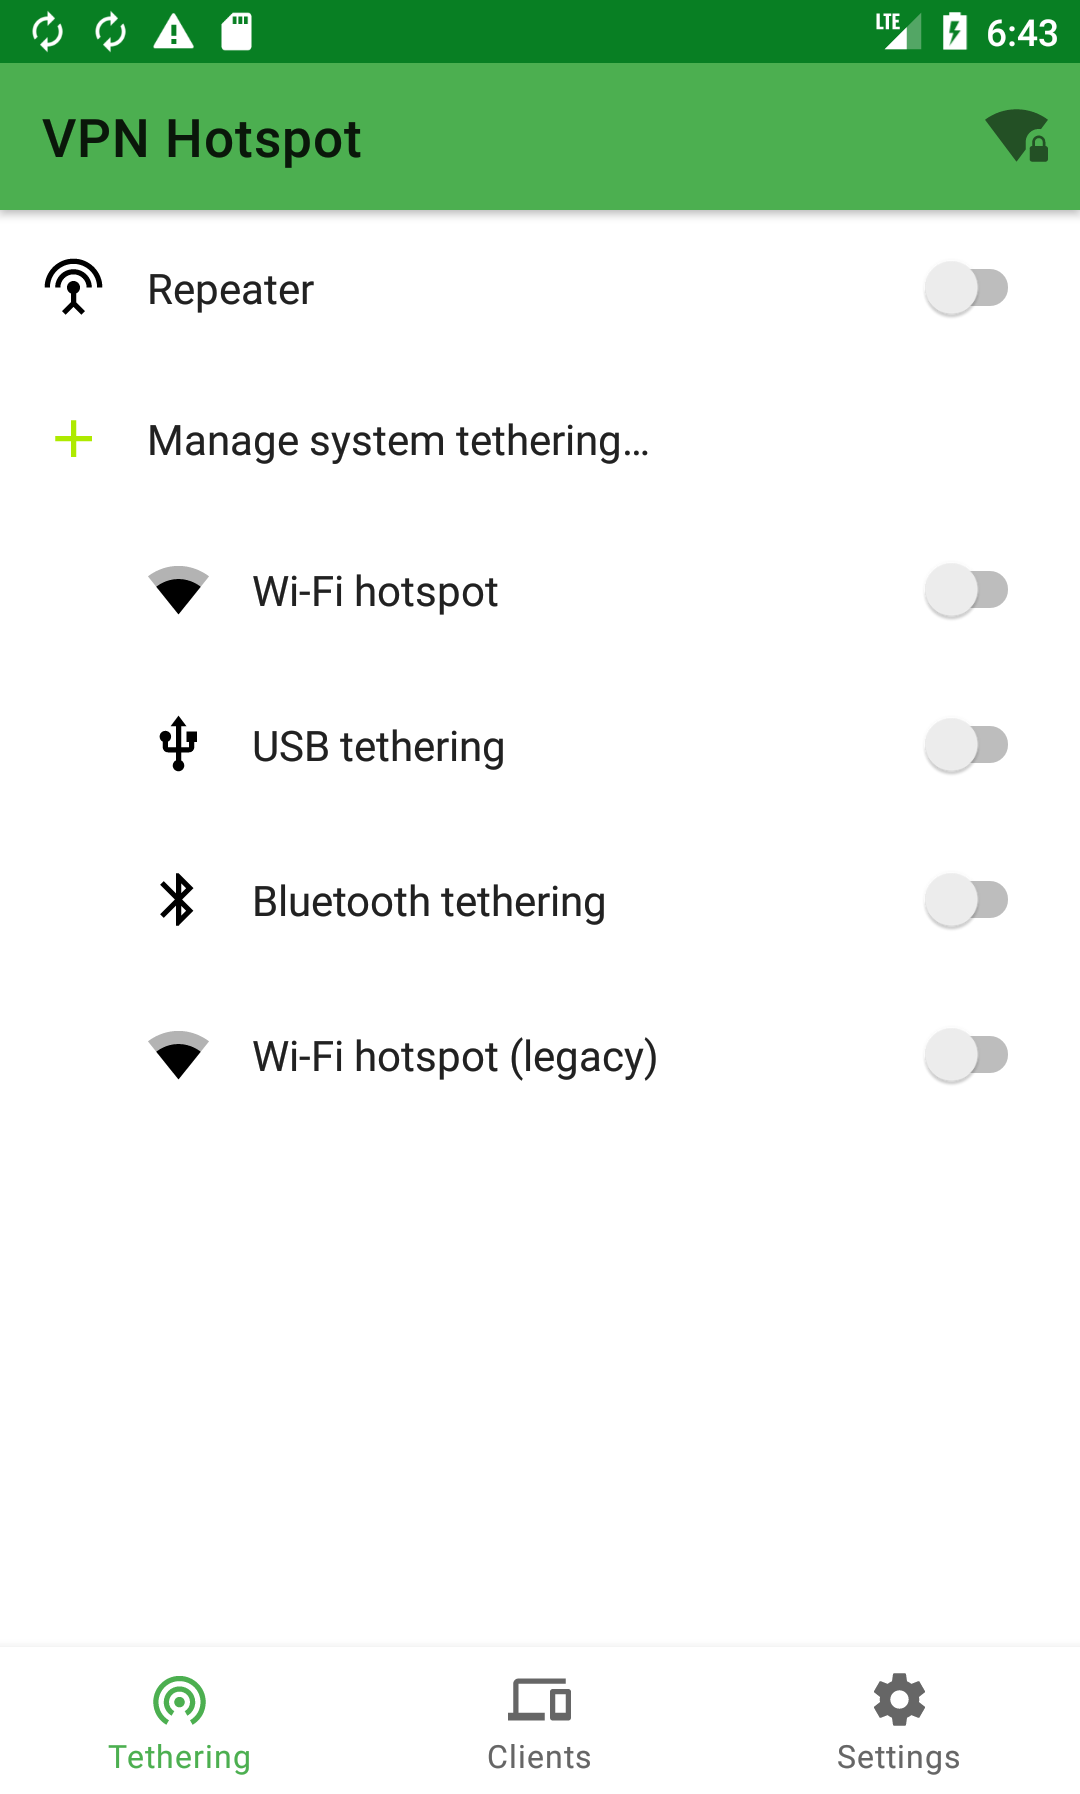 LTE 6:43
VPN Hotspot
Repeater
Manage system tethering…
Wi-Fi hotspot
USB tethering
Bluetooth tethering
Wi-Fi hotspot (legacy)
Tethering Clients Settings